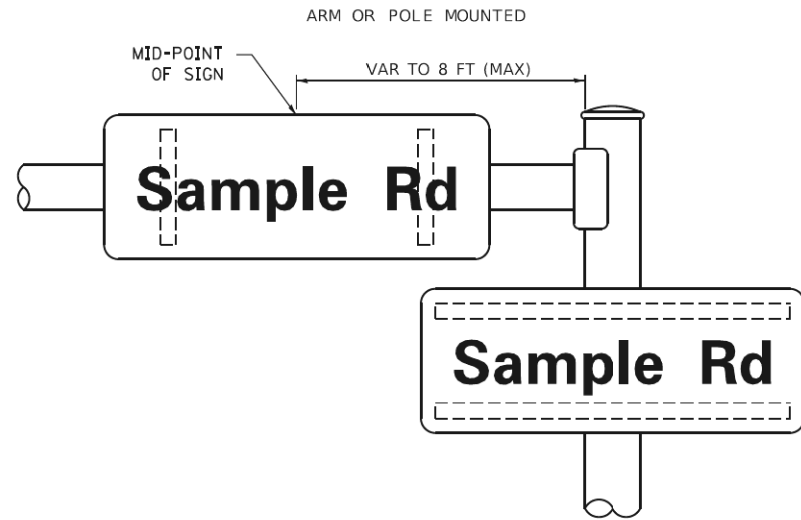 ARM OR POLE MOUNTED
MID-POINT
OF SIGN
VAR TO 8 FT (MAX)
Sample Rd
Sample Rd